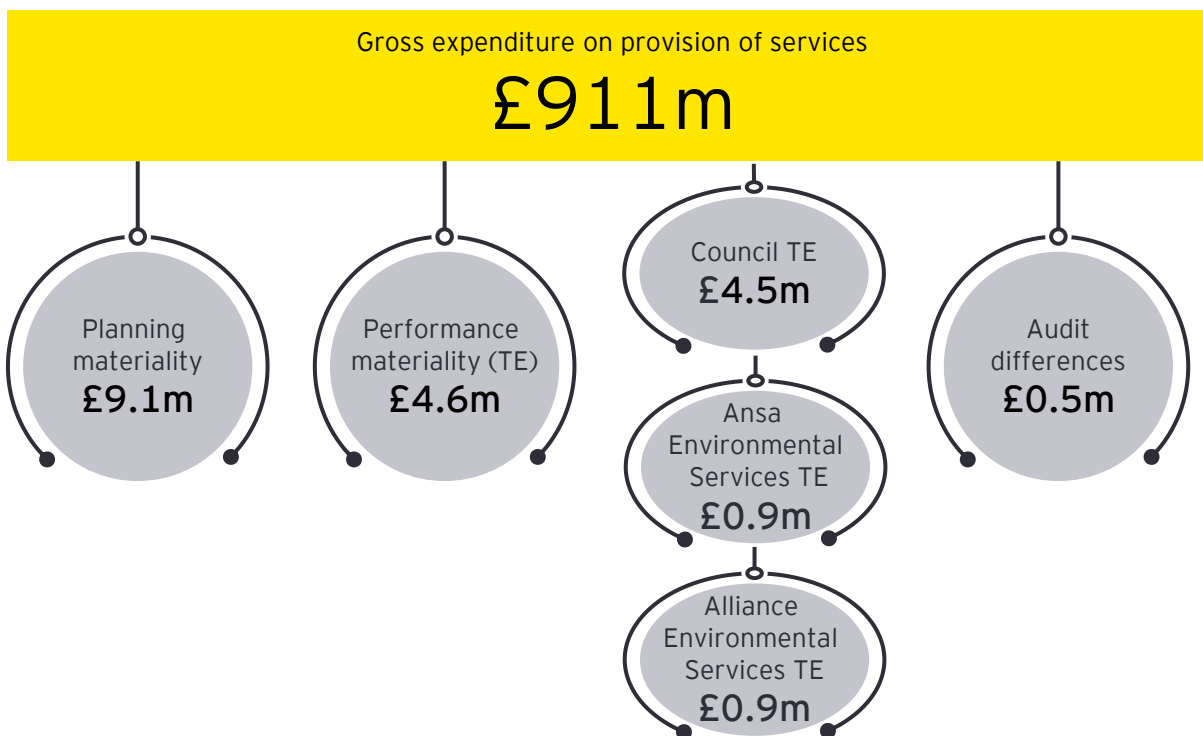 Gross expenditure on provision of services
£911m
Planning
materiality
£9.1m
Performance
materiality (TE)
£4.6m
Council TE
£4.5m
Ansa
Environmental
Services TE
£0.9m
Alliance
Environmental
Services TE
£0.9m
Audit
differences
£0.5m